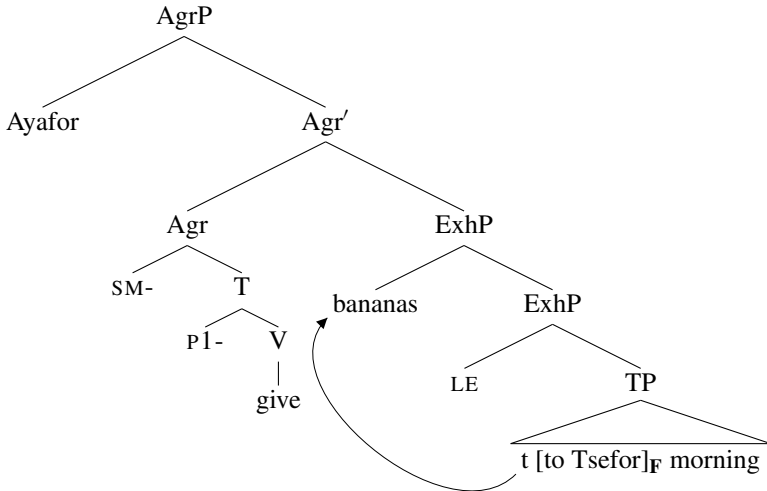 AgrP
Ayafor Agr′
Agr ExhP
SM- T bananas ExhP
P1- V LE TP
give
t [to Tsefor]F morning